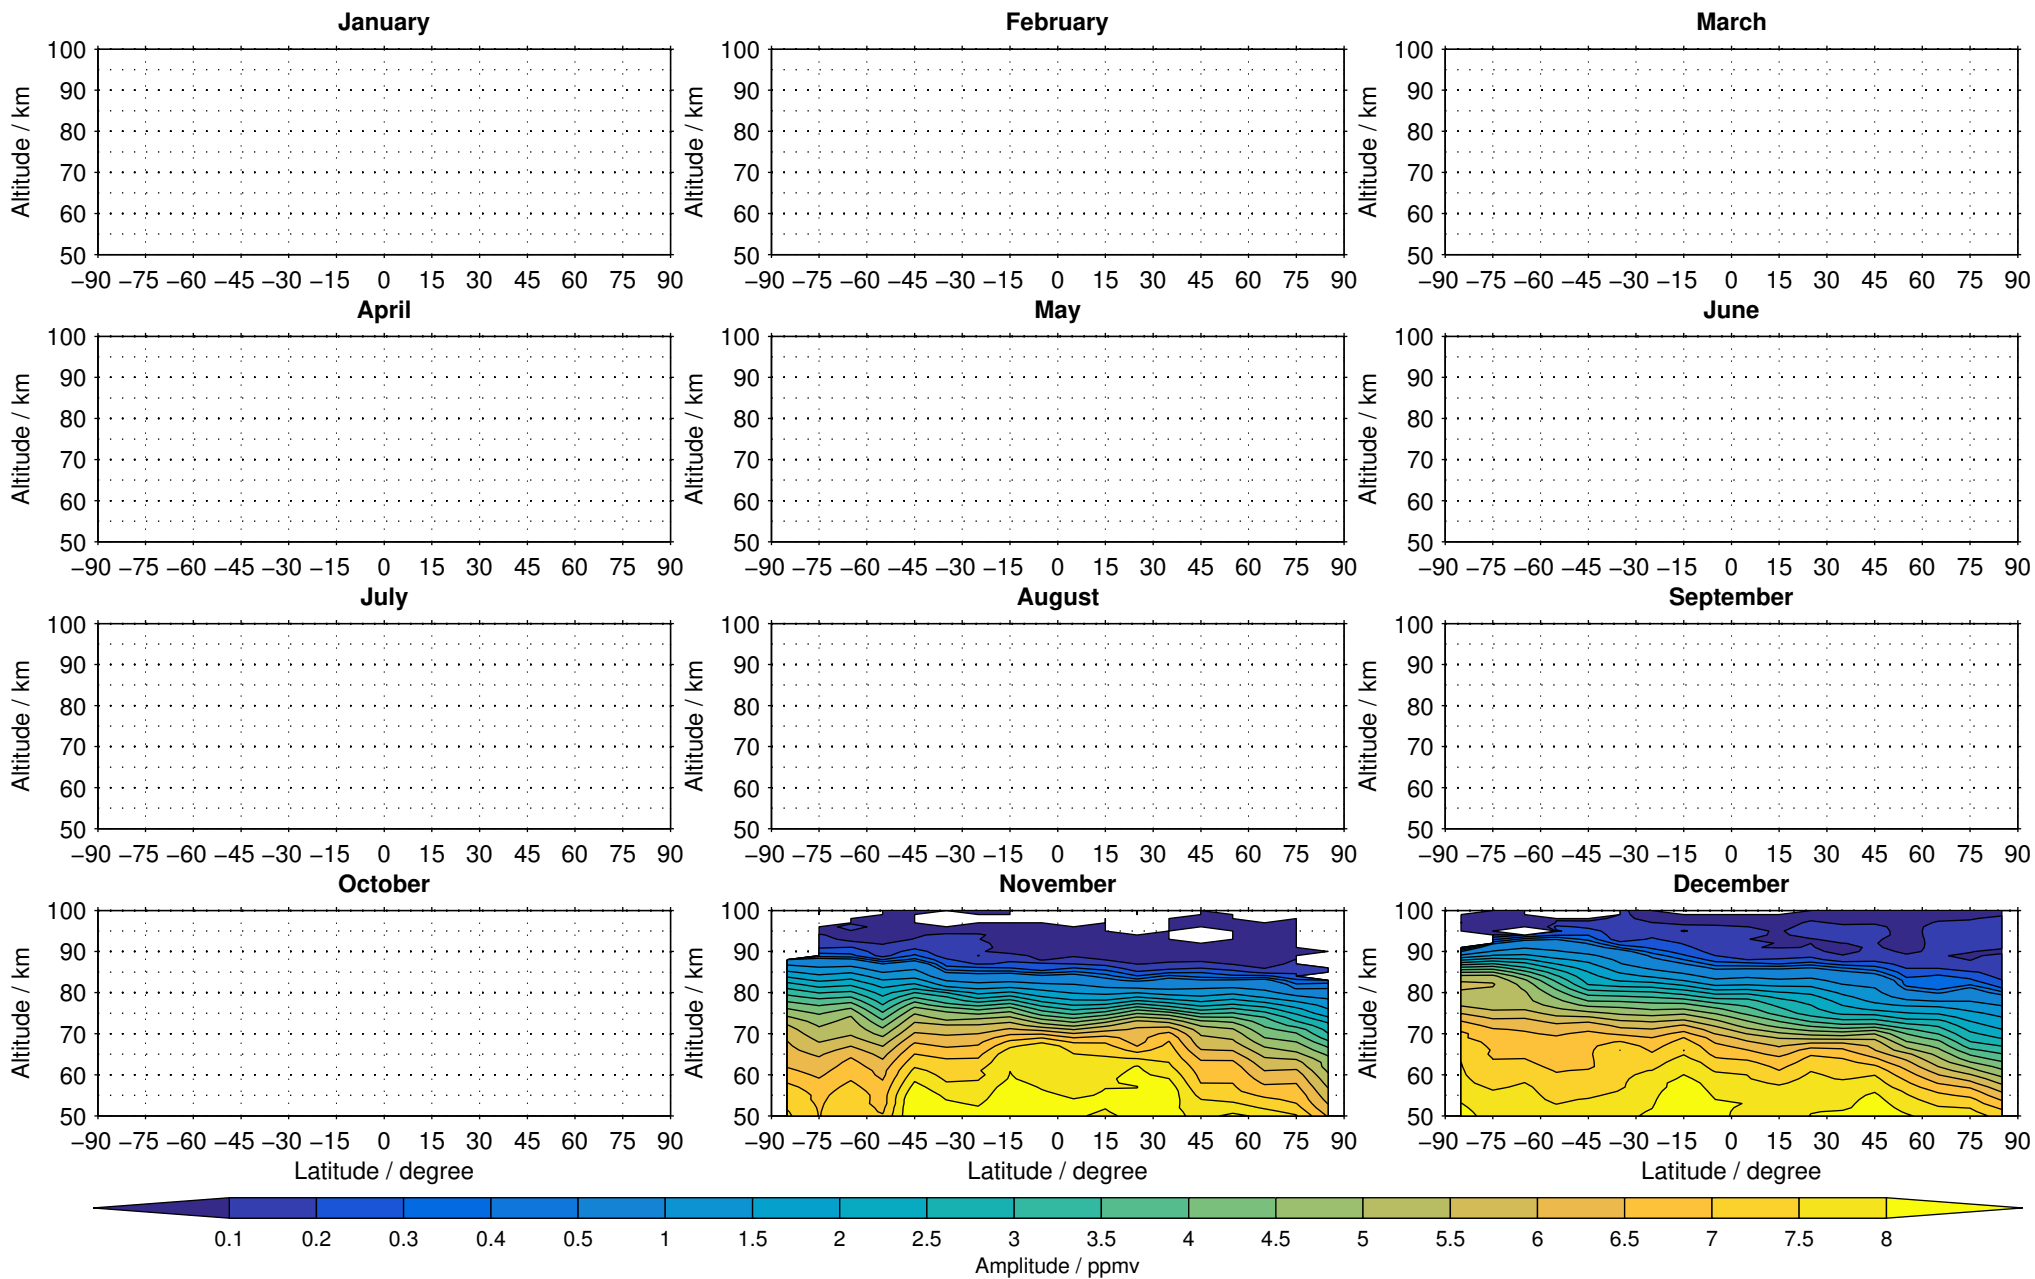 January February March
100 100 100
90 90 90
80 80 80
70 70 70
60 60 60
50 50 50
Altitude / km Altitude / km Altitude / km
−90 −75 −60 −45 −30 −15 0 15 30 45 60 75 90 −90 −75 −60 −45 −30 −15 0 15 30 45 60 75 90 −90 −75 −60 −45 −30 −15 0 15 30 45 60 75 90
April May June
100 100 100
90 90 90
80 80 80
70 70 70
60 60 60
50 50 50
Altitude / km Altitude / km Altitude / km
−90 −75 −60 −45 −30 −15 0 15 30 45 60 75 90 −90 −75 −60 −45 −30 −15 0 15 30 45 60 75 90 −90 −75 −60 −45 −30 −15 0 15 30 45 60 75 90
July August September
100 100 100
90 90 90
80 80 80
70 70 70
60 60 60
50 50 50
Altitude / km Altitude / km Altitude / km
−90 −75 −60 −45 −30 −15 0 15 30 45 60 75 90 −90 −75 −60 −45 −30 −15 0 15 30 45 60 75 90 −90 −75 −60 −45 −30 −15 0 15 30 45 60 75 90
October November December
100 100 100
90 90 90
80 80 80
70 70 70
60 60 60
50 50 50
Altitude / km Altitude / km Altitude / km
−90 −75 −60 −45 −30 −15 0 15 30 45 60 75 90 −90 −75 −60 −45 −30 −15 0 15 30 45 60 75 90 −90 −75 −60 −45 −30 −15 0 15 30 45 60 75 90
Latitude / degree Latitude / degree Latitude / degree
0.1 0.2 0.3 0.4 0.5 1 1.5 2 2.5 3 3.5 4 4.5 5 5.5 6 6.5 7 7.5 8
Amplitude / ppmv